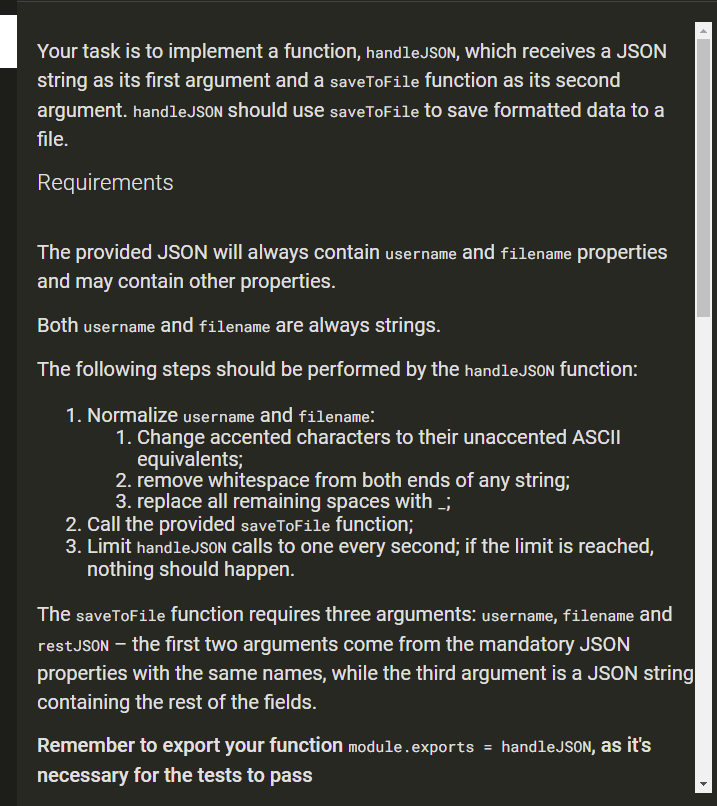 Your task is to implement a function, handleJSON, which receives a JSON
string as its first argument and a saveToFile function as its second
argument. handleJSON should use saveToFile to save formatted data to a
file.
Requirements
The provided JSON will always contain username and filename properties
and may contain other properties.
Both username and filename are always strings.
The following steps should be performed by the handleJSON function:
1. Normalize username and filename:
1. Change accented characters to their unaccented ASCII
equivalents;
2. remove whitespace from both ends of any string;
3. replace all remaining spaces with _;
2. Call the provided saveToFile function;
3. Limit handleJSON calls to one every second; if the limit is reached,
nothing should happen.
The saveToFile function requires three arguments: username, filename and
restJSON – the first two arguments come from the mandatory JSON
properties with the same names, while the third argument is a JSON string
containing the rest of the fields.
Remember to export your function module.exports = handleJSON, as it's
necessary for the tests to pass